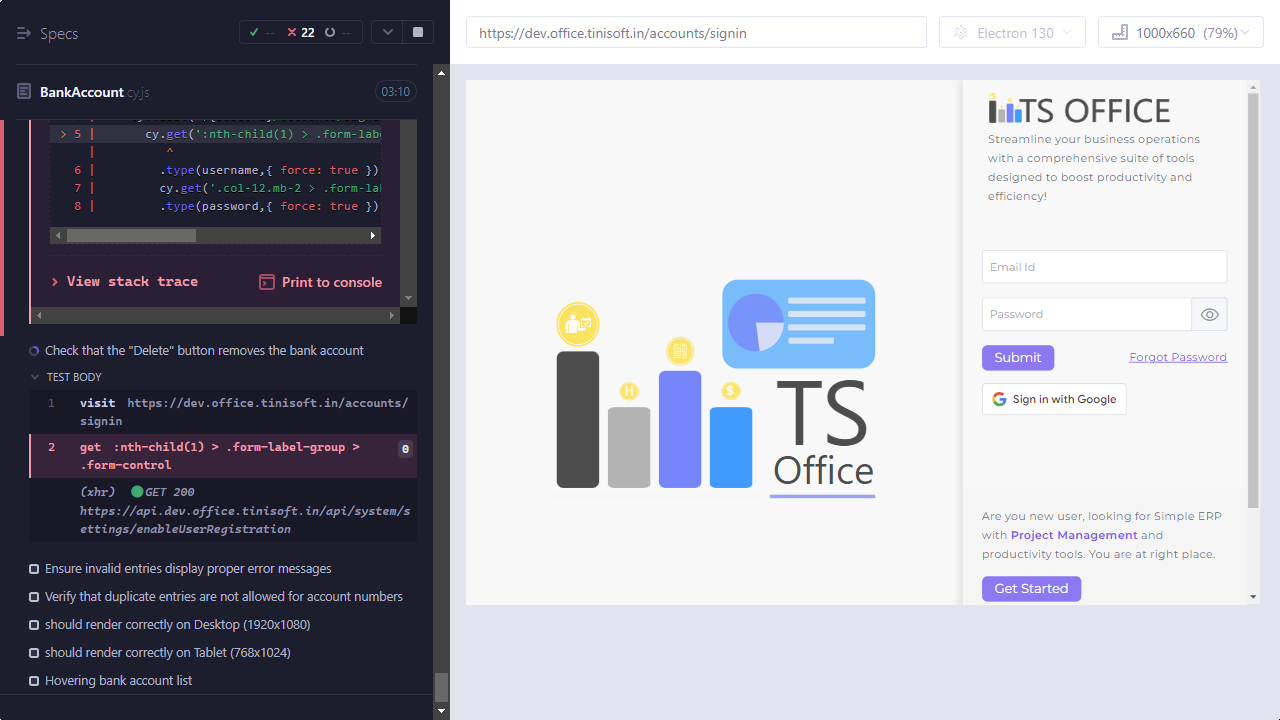 Specs
-- 22 --
BankAccount cy.js
03:10
> 5 | cy.get(':nth-child(1) > .form-labe
| ^
6 | .type(username,{ force: true })
7 | cy.get('.col-12.mb-2 > .form-la
8 | .type(password,{ force: true })
View stack trace
Print to console
Check that the "Delete" button removes the bank account
TEST BODY
1 visit https://dev.office.tinisoft.in/accounts/
signin
2 get :nth-child(1) > .form-label-group > 0
.form-control
(xhr) GET 200
https://api.dev.office.tinisoft.in/api/system/s
ettings/enableUserRegistration
Ensure invalid entries display proper error messages
Verify that duplicate entries are not allowed for account numbers
should render correctly on Desktop (1920x1080)
should render correctly on Tablet (768x1024)
Hovering bank account list
https://dev.office.tinisoft.in/accounts/signin
Electron 130
1000x660 (79%)
H
$
TS
Office
TS OFFICE
Streamline your business operations
with a comprehensive suite of tools
designed to boost productivity and
efficiency!
Email Id
Password
Submit
Forgot Password
Sign in with Google
Are you new user, looking for Simple ERP
with Project Management and
productivity tools. You are at right place.
Get Started